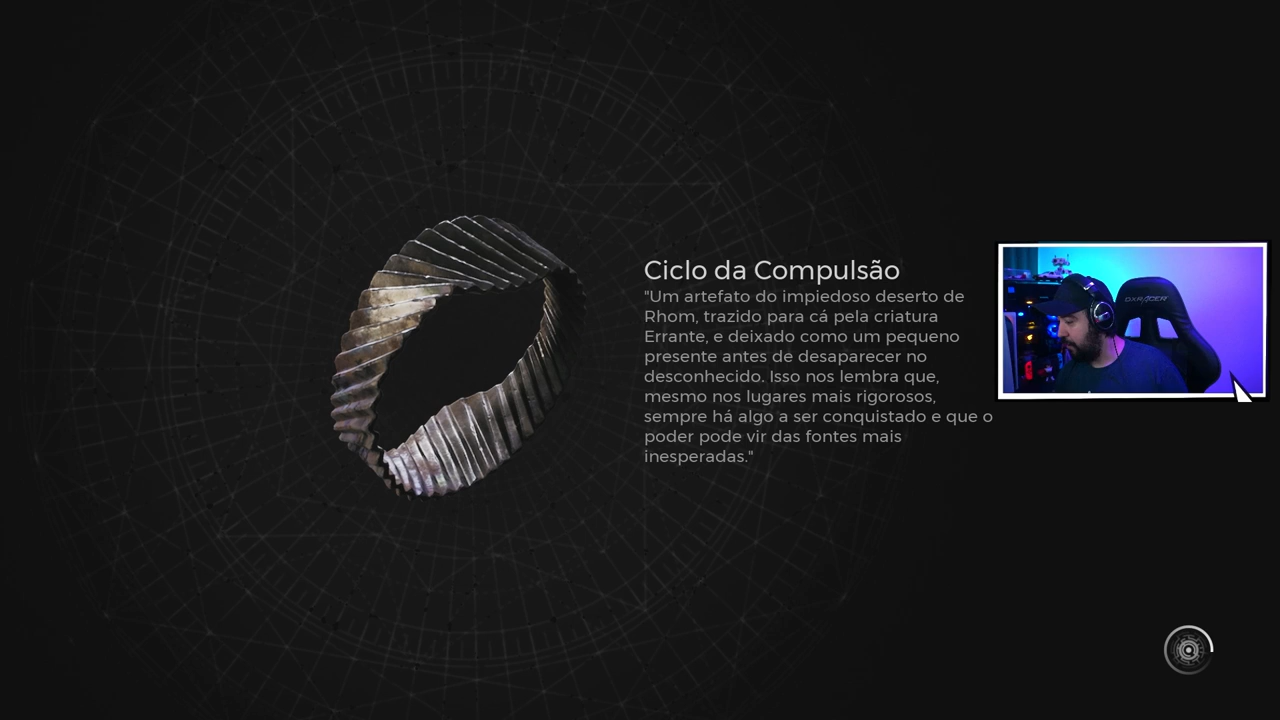 Ciclo da Compulsão
"Um artefato do impiedoso deserto de
Rhom, trazido para cá pela criatura
Errante, e deixado como um pequeno
presente antes de desaparecer no
desconhecido. Isso nos lembra que,
mesmo nos lugares mais rigorosos,
sempre há algo a ser conquistado e que o
poder pode vir das fontes mais
inesperadas."
DXRACER